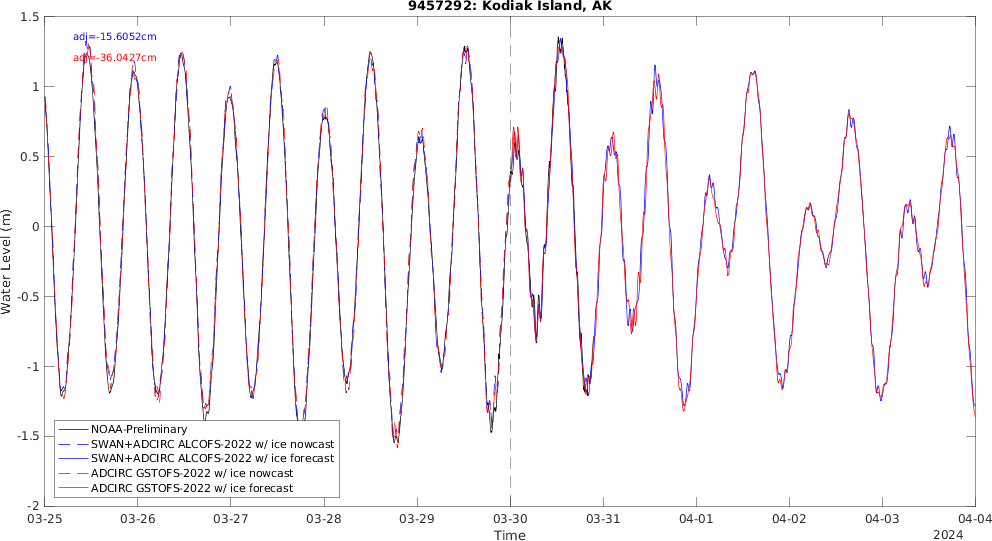 9457292: Kodiak Island, AK
adj=-15.6052cm
adj=-36.0427cm
Water Level (m)
1.5
1
0.5
0
-0.5
-1
-1.5
-2
NOAA-Preliminary
SWAN+ADCIRC ALCOFS-2022 w/ ice nowcast
SWAN+ADCIRC ALCOFS-2022 w/ ice forecast
ADCIRC GSTOFS-2022 w/ ice nowcast
ADCIRC GSTOFS-2022 w/ ice forecast
03-25 03-26 03-27 03-28 03-29 03-30 03-31 04-01 04-02 04-03 04-04
Time
2024